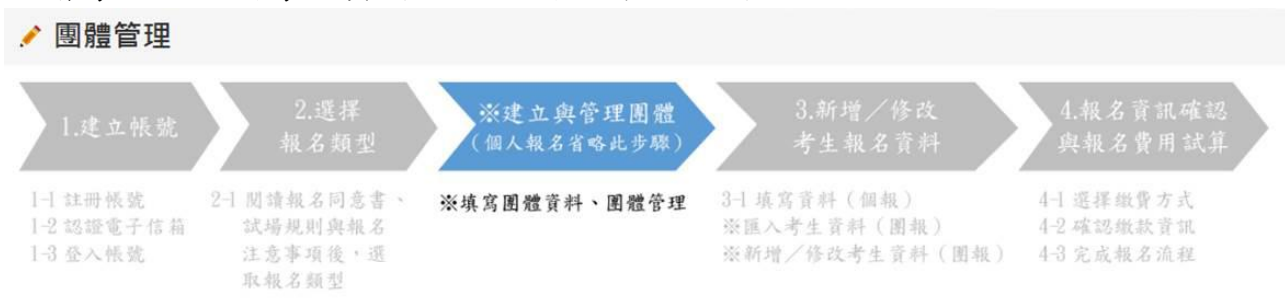 團體管理
1.建立帳號
2.選擇
報名類型
※建立與管理團體
(個人報名省略此步驟)
3.新增/修改
考生報名資料
4.報名資訊確認
與報名費用試算
1-1 註冊帳號
1-2 認證電子信箱
1-3 登入帳號
2-1 閱讀報名同意書、
試場規則與報名
注意事項後,選
取報名類型
※填寫團體資料、團體管理
3-1 填寫資料(個報)
※匯入考生資料(團報)
※新增/修改考生資料(團報)
4-1 選擇繳費方式
4-2 確認繳款資訊
4-3 完成報名流程